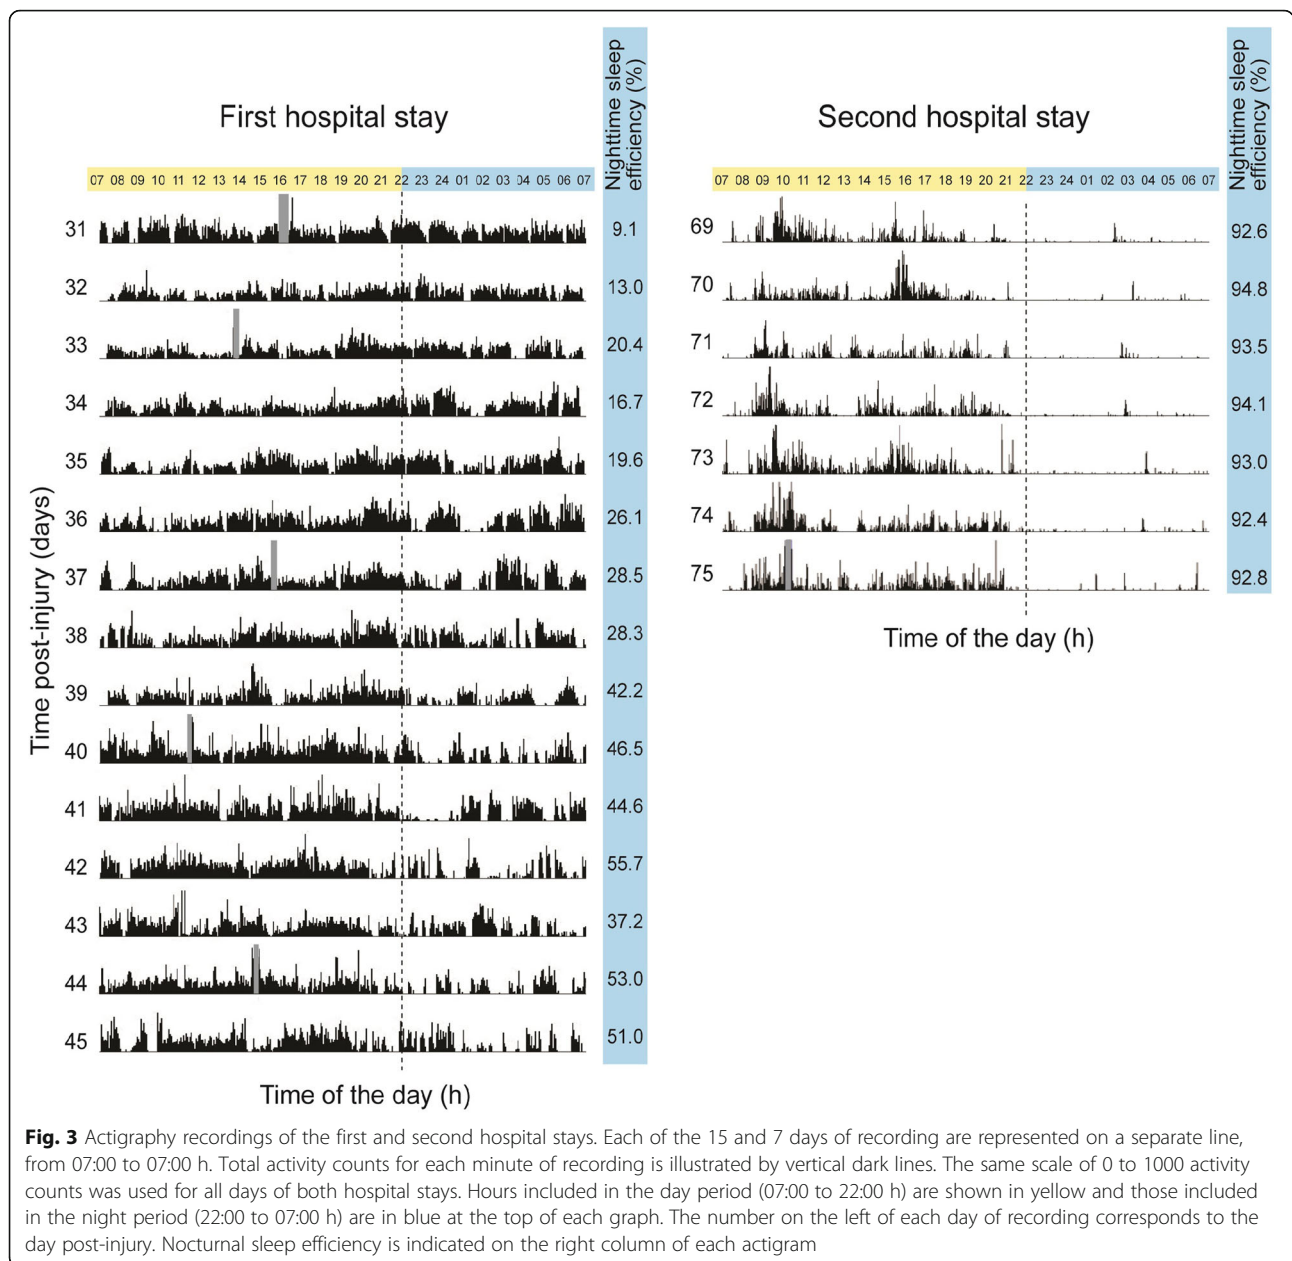 First hospital stay
Nighttime sleep
efficiency (%)
07 08 09 10 11 12 13 14 15 16 17 18 19 20 21 22 23 24 01 02 03 04 05 06 07
31 9.1
32 13.0
33 20.4
34 16.7
35 19.6
36 26.1
37 28.5
38 28.3
39 42.2
40 46.5
41 44.6
42 55.7
43 37.2
44 53.0
45 51.0
Time post-injury (days)
Time of the day (h)
Second hospital stay
Nighttime sleep
efficiency (%)
07 08 09 10 11 12 13 14 15 16 17 18 19 20 21 22 23 24 01 02 03 04 05 06 07
69 92.6
70 94.8
71 93.5
72 94.1
73 93.0
74 92.4
75 92.8
Time of the day (h)
Fig. 3 Actigraphy recordings of the first and second hospital stays. Each of the 15 and 7 days of recording are represented on a separate line,
from 07:00 to 07:00 h. Total activity counts for each minute of recording is illustrated by vertical dark lines. The same scale of 0 to 1000 activity
counts was used for all days of both hospital stays. Hours included in the day period (07:00 to 22:00 h) are shown in yellow and those included
in the night period (22:00 to 07:00 h) are in blue at the top of each graph. The number on the left of each day of recording corresponds to the
day post-injury. Nocturnal sleep efficiency is indicated on the right column of each actigram